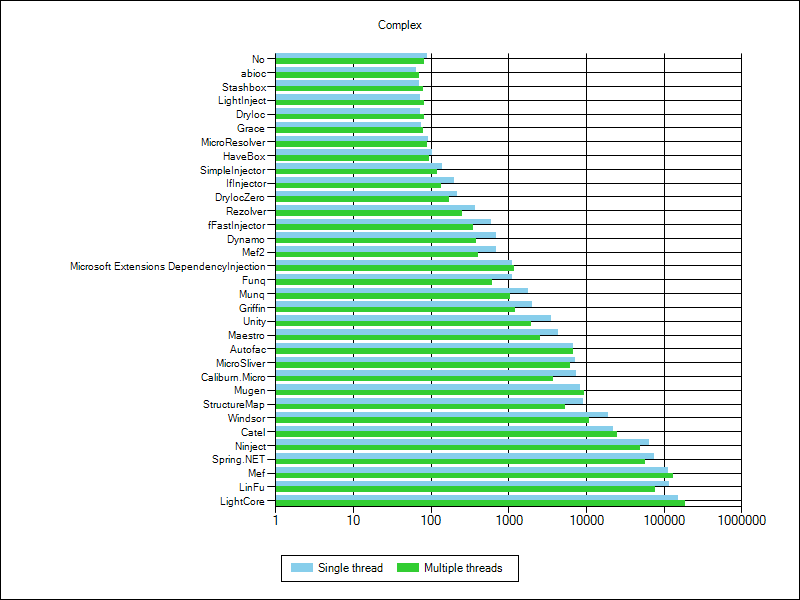 Complex
No
abioc
Stashbox
LightInject
DryIoc
Grace
MicroResolver
HaveBox
SimpleInjector
IfInjector
DryIocZero
Rezolver
fFastInjector
Dynamo
Mef2
Microsoft Extensions DependencyInjection
Funq
Munq
Griffin
Unity
Maestro
Autofac
MicroSliver
Caliburn.Micro
Mugen
StructureMap
Windsor
Catel
Ninject
Spring.NET
Mef
LinFu
LightCore
1 10 100 1000 10000 100000 1000000
Single thread Multiple threads